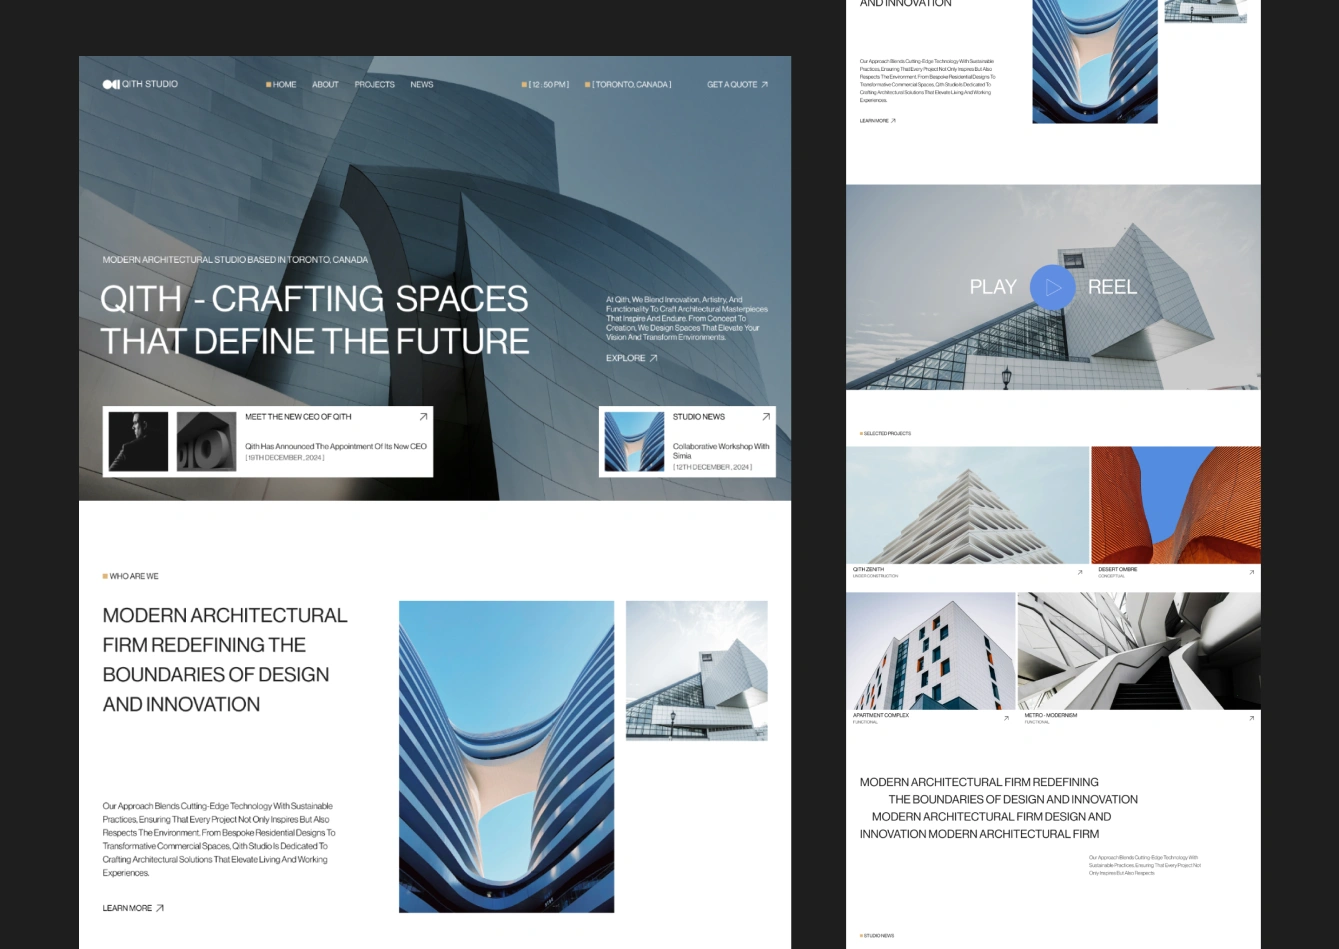 QITH STUDIO
HOME
ABOUT
PROJECTS
NEWS
[ 12 : 50 PM ]
[ TORONTO, CANADA ]
GET A QUOTE
MODERN ARCHITECTURAL STUDIO BASED IN TORONTO, CANADA
QITH - CRAFTING SPACES
THAT DEFINE THE FUTURE
At Qith, We Blend Innovation, Artistry, And
Functionality To Craft Architectural Masterpieces
That Inspire And Endure. From Concept To
Creation, We Design Spaces That Elevate Your
Vision And Transform Environments.
EXPLORE
MEET THE NEW CEO OF QITH
Qith Has Announced The Appointment Of Its New CEO
[ 19TH DECEMBER , 2024 ]
STUDIO NEWS
Collaborative Workshop With
Simia
[ 12TH DECEMBER , 2024 ]
WHO ARE WE
MODERN ARCHITECTURAL
FIRM REDEFINING THE
BOUNDARIES OF DESIGN
AND INNOVATION
Our Approach Blends Cutting-Edge Technology With Sustainable
Practices, Ensuring That Every Project Not Only Inspires But Also
Respects The Environment. From Bespoke Residential Designs To
Transformative Commercial Spaces, Qith Studio Is Dedicated To
Crafting Architectural Solutions That Elevate Living And Working
Experiences.
LEARN MORE
AND INNOVATION
Our Approach Blends Cutting-Edge Technology With Sustainable
Practices, Ensuring That Every Project Not Only Inspires But Also
Respects The Environment. From Bespoke Residential Designs To
Transformative Commercial Spaces, Qith Studio Is Dedicated To
Crafting Architectural Solutions That Elevate Living And Working
Experiences.
LEARN MORE
PLAY
REEL
SELECTED PROJECTS
QITH ZENITH
UNDER CONSTRUCTION
DESERT OMBRE
CONCEPTUAL
APARTMENT COMPLEX
FUNCTIONAL
METRO - MODERNISM
FUNCTIONAL
MODERN ARCHITECTURAL FIRM REDEFINING
THE BOUNDARIES OF DESIGN AND INNOVATION
MODERN ARCHITECTURAL FIRM DESIGN AND
INNOVATION MODERN ARCHITECTURAL FIRM
Our Approach Blends Cutting-Edge Technology With
Sustainable Practices, Ensuring That Every Project Not
Only Inspires But Also Respects
STUDIO NEWS